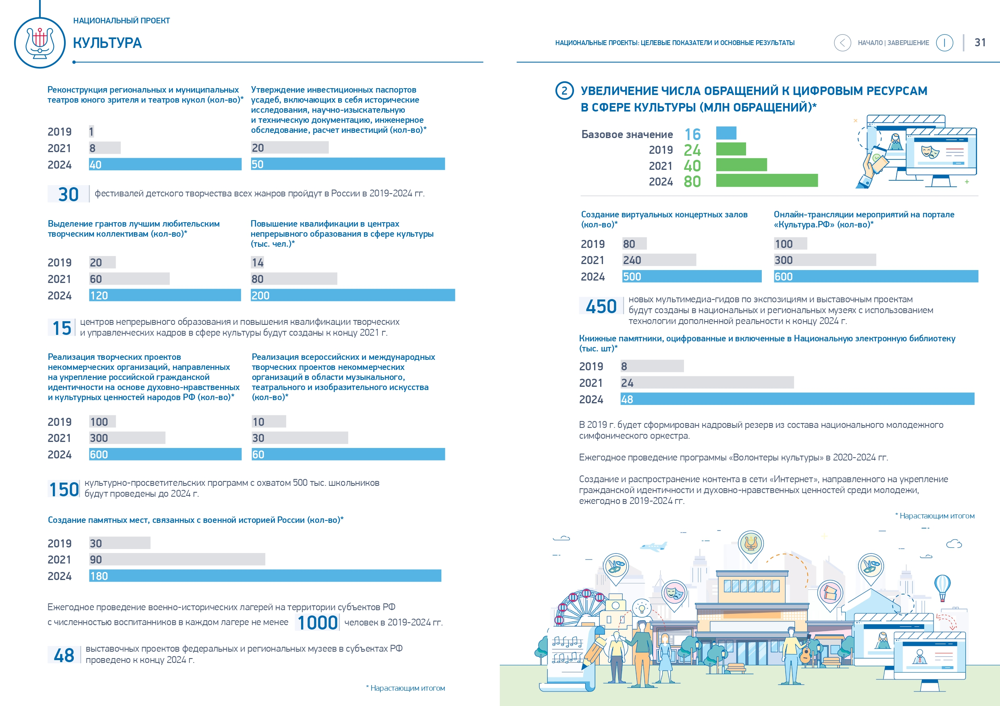 НАЦИОНАЛЬНЫЙ ПРОЕКТ
КУЛЬТУРА
Реконструкция региональных и муниципальных
театров юного зрителя и театров кукол (кол-во)*
2019 1
2021 8
2024 40
Утверждение инвестиционных паспортов
усадеб, включающих в себя исторические
исследования, научно-изыскательную
и техническую документацию, инженерное
обследование, расчет инвестиций (кол-во)*
20
50
30 фестивалей детского творчества всех жанров пройдут в России в 2019-2024 гг.
Выделение грантов лучшим любительским
творческим коллективам (кол-во)*
2019 20
2021 60
2024 120
Повышение квалификации в центрах
непрерывного образования в сфере культуры
(тыс. чел.)*
14
80
200
15 центров непрерывного образования и повышения квалификации творческих
и управленческих кадров в сфере культуры будут созданы к концу 2021 г.
Реализация творческих проектов
некоммерческих организаций, направленных
на укрепление российской гражданской
идентичности на основе духовно-нравственных
и культурных ценностей народов РФ (кол-во)*
2019 100
2021 300
2024 600
Реализация всероссийских и международных
творческих проектов некоммерческих
организаций в области музыкального,
театрального и изобразительного искусства
(кол-во)*
10
30
60
150 культурно-просветительских программ с охватом 500 тыс. школьников
будут проведены до 2024 г.
Создание памятных мест, связанных с военной историей России (кол-во)*
2019 30
2021 90
2024 180
Ежегодное проведение военно-исторических лагерей на территории субъектов РФ
с численностью воспитанников в каждом лагере не менее 1000 человек в 2019-2024 гг.
48 выставочных проектов федеральных и региональных музеев в субъектах РФ
проведено к концу 2024 г.
* Нарастающим итогом
НАЦИОНАЛЬНЫЕ ПРОЕКТЫ: ЦЕЛЕВЫЕ ПОКАЗАТЕЛИ И ОСНОВНЫЕ РЕЗУЛЬТАТЫ
НАЧАЛО | ЗАВЕРШЕНИЕ
31
2 УВЕЛИЧЕНИЕ ЧИСЛА ОБРАЩЕНИЙ К ЦИФРОВЫМ РЕСУРСАМ
В СФЕРЕ КУЛЬТУРЫ (МЛН ОБРАЩЕНИЙ)*
Базовое значение 16
2019 24
2021 40
2024 80
Создание виртуальных концертных залов
(кол-во)*
2019 80
2021 240
2024 500
Онлайн-трансляции мероприятий на портале
«Культура.РФ» (кол-во)*
100
300
600
450 новых мультимедиа-гидов по экспозициям и выставочным проектам
будут созданы в национальных и региональных музеях с использованием
технологии дополненной реальности к концу 2024 г.
Книжные памятники, оцифрованные и включенные в Национальную электронную библиотеку
(тыс. шт)*
2019 8
2021 24
2024 48
В 2019 г. будет сформирован кадровый резерв из состава национального молодежного
симфонического оркестра.
Ежегодное проведение программы «Волонтеры культуры» в 2020-2024 гг.
Создание и распространение контента в сети «Интернет», направленного на укрепление
гражданской идентичности и духовно-нравственных ценностей среди молодежи,
ежегодно в 2019-2024 гг.
* Нарастающим итогом